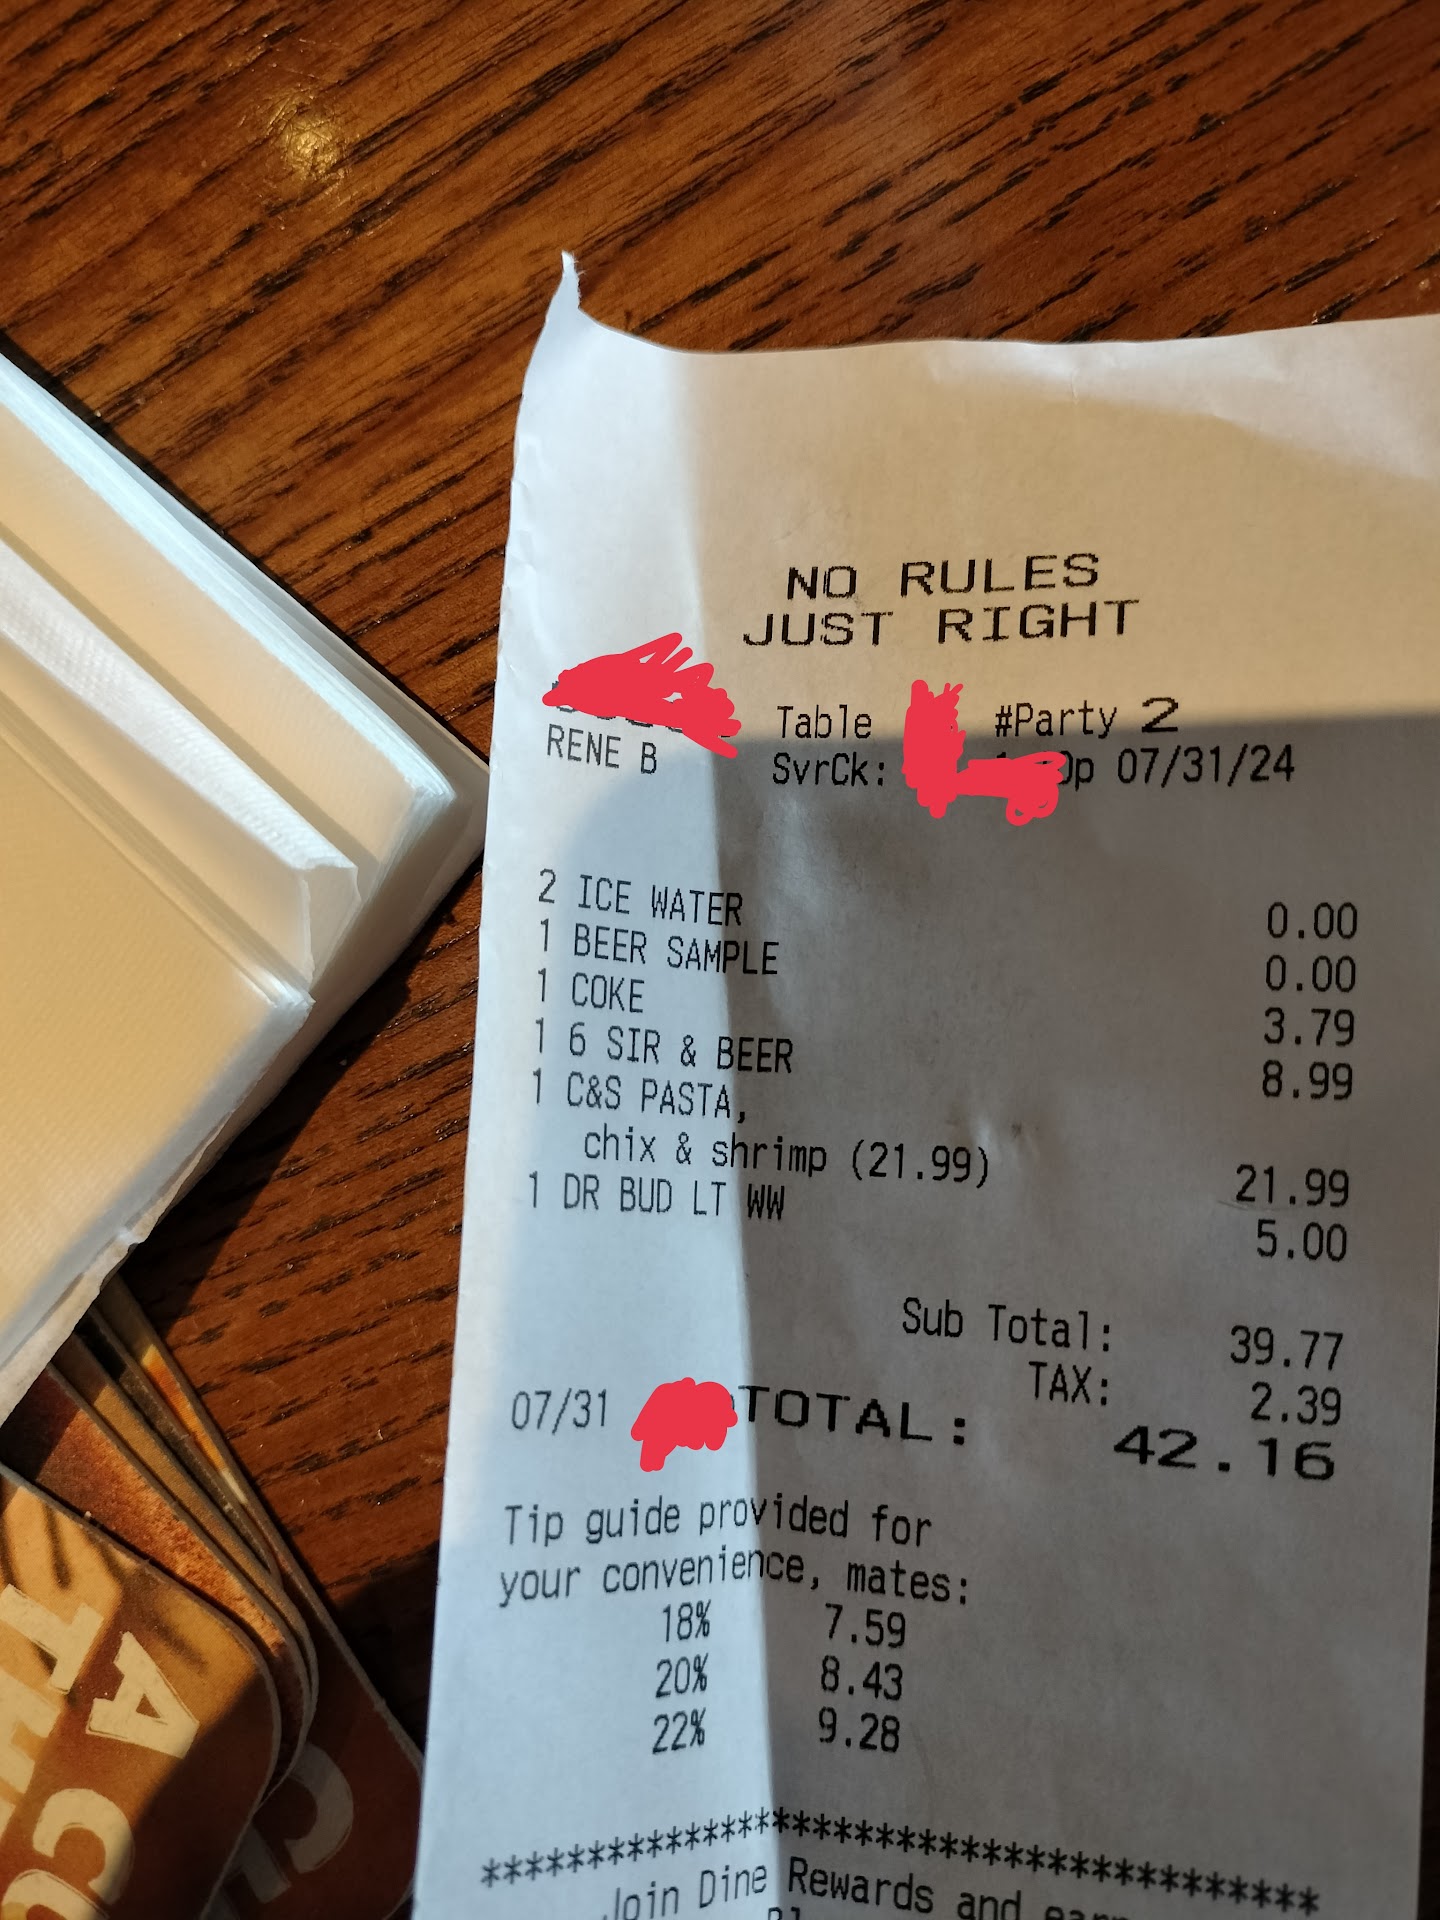 NO RULES
JUST RIGHT
Table #Party 2
RENE B SvrCk: 07/31/24
2 ICE WATER 0.00
1 BEER SAMPLE 0.00
1 COKE 3.79
1 6 SIR & BEER 8.99
1 C&S PASTA,
chix & shrimp (21.99) 21.99
1 DR BUD LT WW 5.00
Sub Total: 39.77
TAX: 2.39
07/31 TOTAL: 42.16
Tip guide provided for
your convenience, mates:
18% 7.59
20% 8.43
22% 9.28
****************************************
Join Dine Rewards and